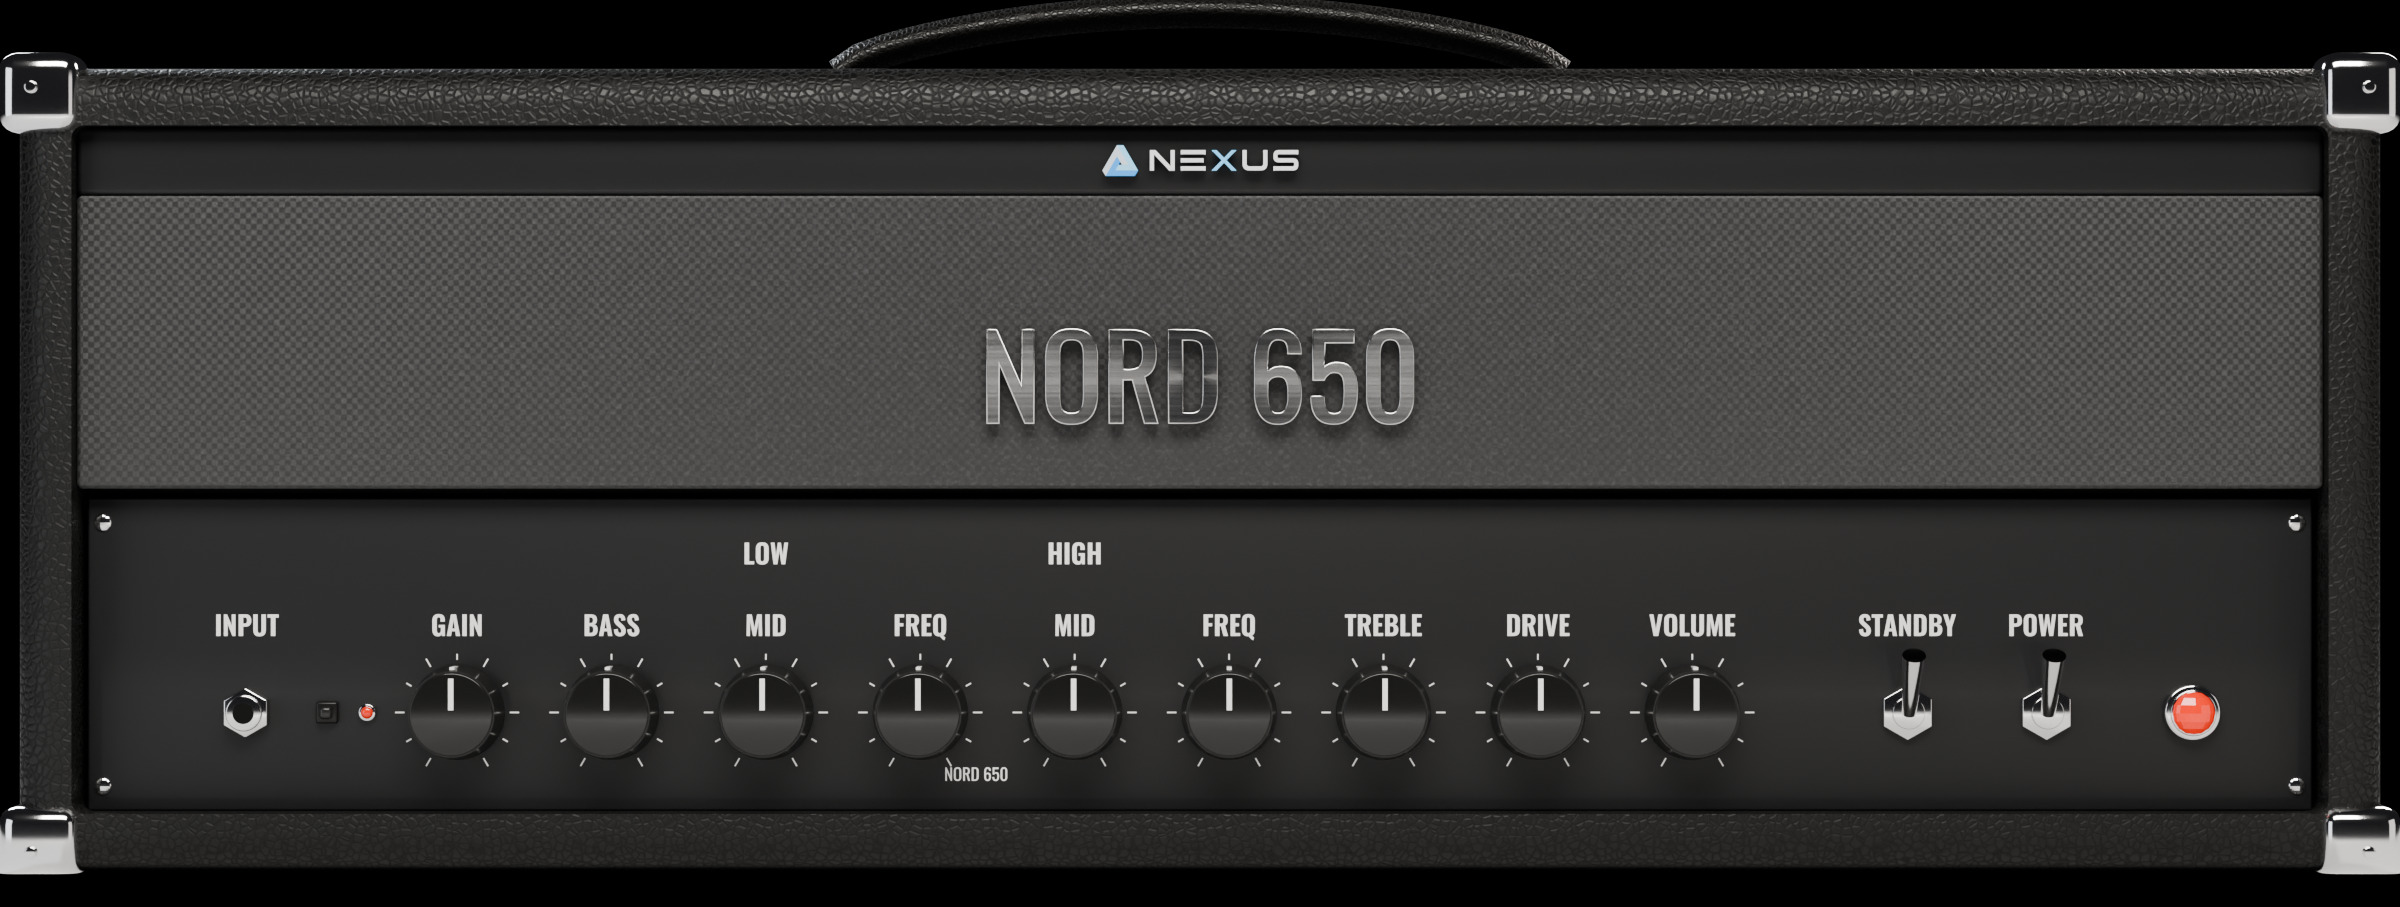 NEXUS
NORD 650
LOW HIGH
INPUT GAIN BASS MID FREQ MID FREQ TREBLE DRIVE VOLUME STANDBY POWER
NORD 650